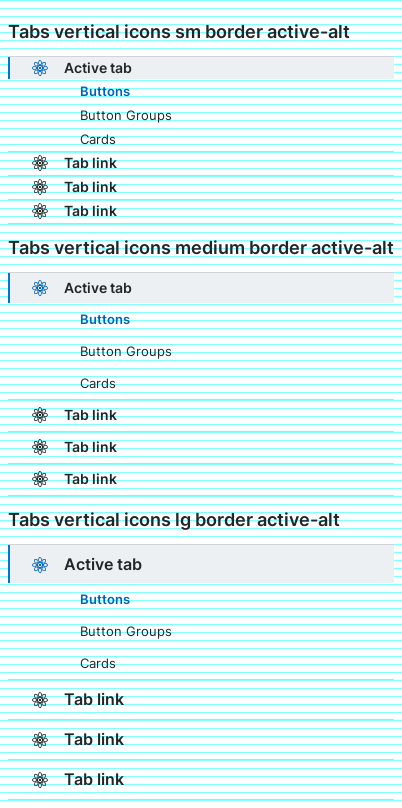 Tabs vertical icons sm border active-alt
Active tab
Buttons
Button Groups
Cards
Tab link
Tab link
Tab link
Tabs vertical icons medium border active-alt
Active tab
Buttons
Button Groups
Cards
Tab link
Tab link
Tab link
Tabs vertical icons lg border active-alt
Active tab
Buttons
Button Groups
Cards
Tab link
Tab link
Tab link